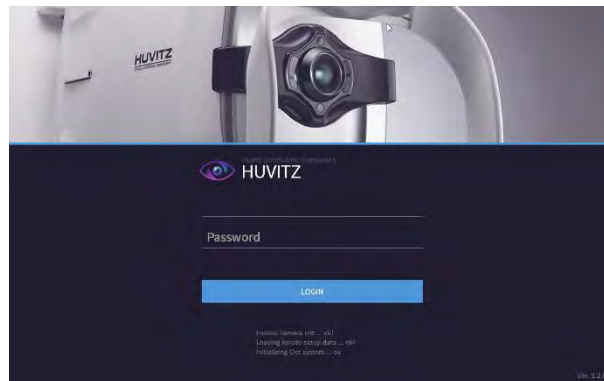 HUVITZ
HUVITZ
Password
LOGIN
Fundus camera init ... ok!
Loading kerato setup data ... ok!
Initializing Oct system ... ok